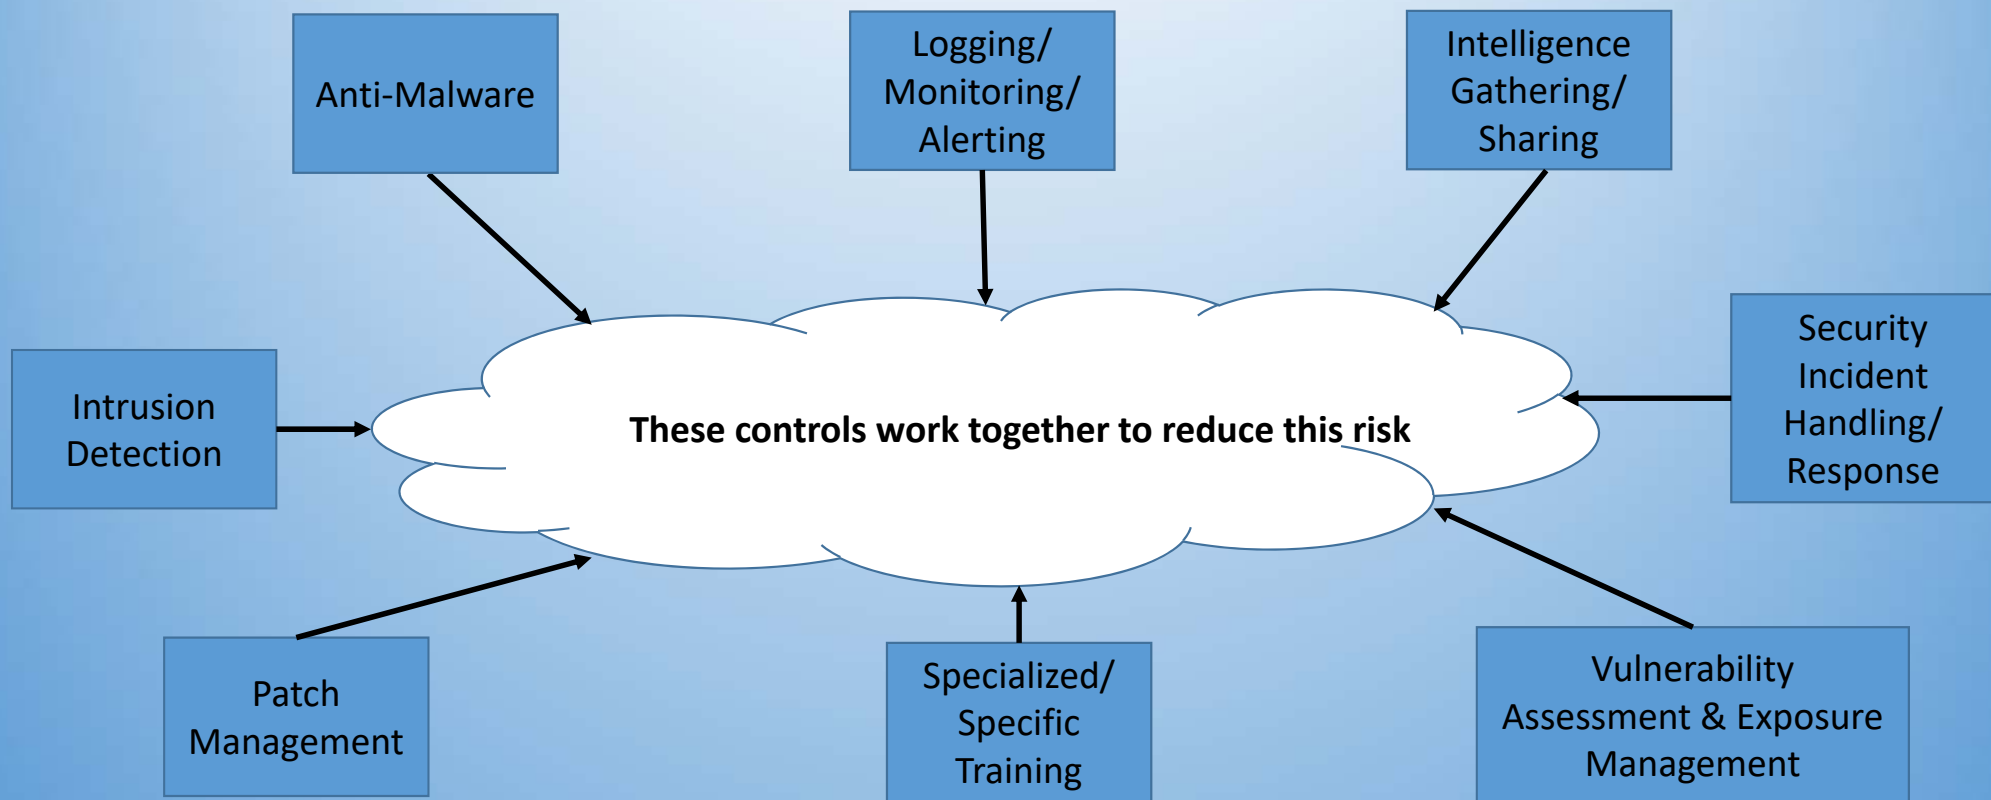 Anti-Malware
Logging/
Monitoring/
Alerting
Intelligence
Gathering/
Sharing
Intrusion
Detection
These controls work together to reduce this risk
Security
Incident
Handling/
Response
Patch
Management
Specialized/
Specific
Training
Vulnerability
Assessment & Exposure
Management